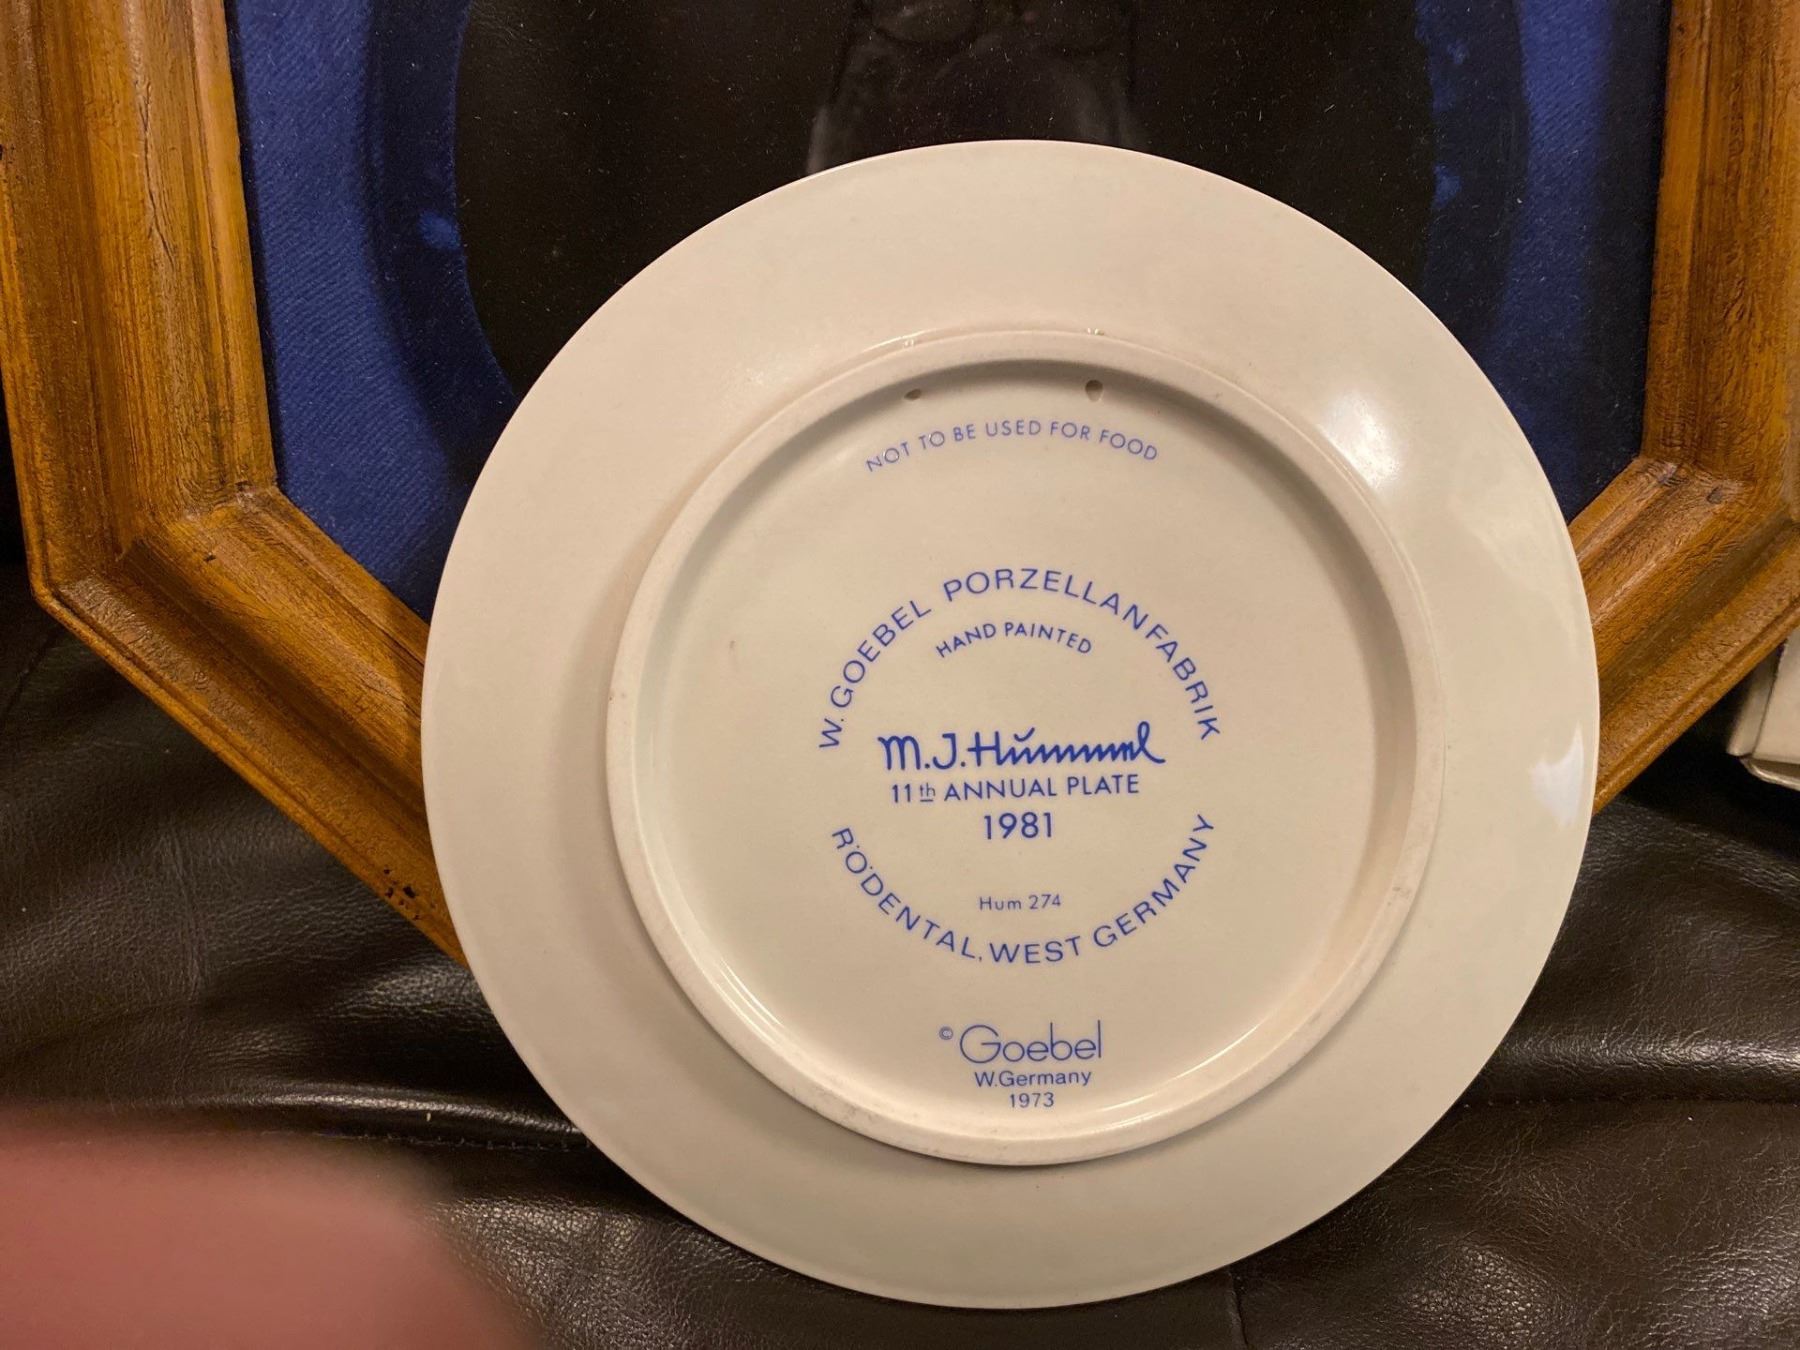 NOT TO BE USED FOR FOOD
W. GOEBEL PORZELLANFABRIK
HAND PAINTED
M.J.Hummel
11th ANNUAL PLATE
1981
Hum 274
RÖDENTAL, WEST GERMANY
© Goebel
W.Germany
1973